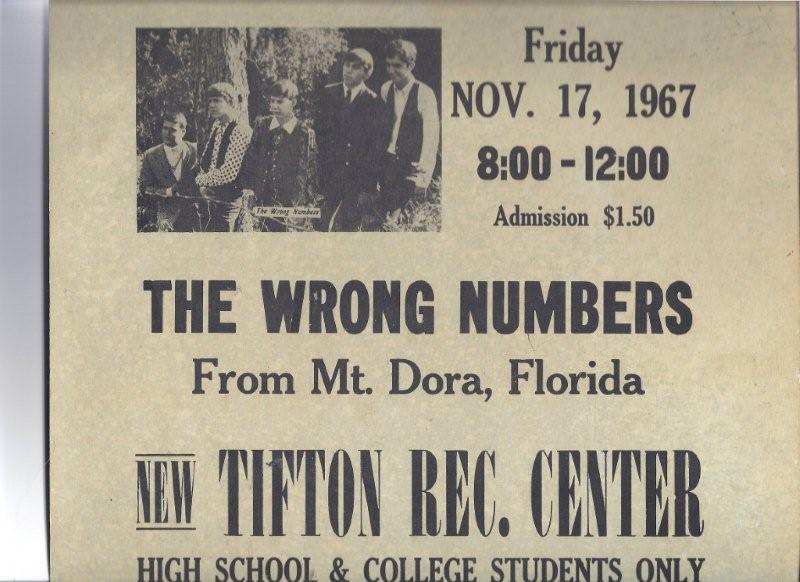 Friday
NOV. 17, 1967
8:00 - 12:00
Admission $1.50
The Wrong Numbers
THE WRONG NUMBERS
From Mt. Dora, Florida
NEW TIFTON REC. CENTER
HIGH SCHOOL & COLLEGE STUDENTS ONLY